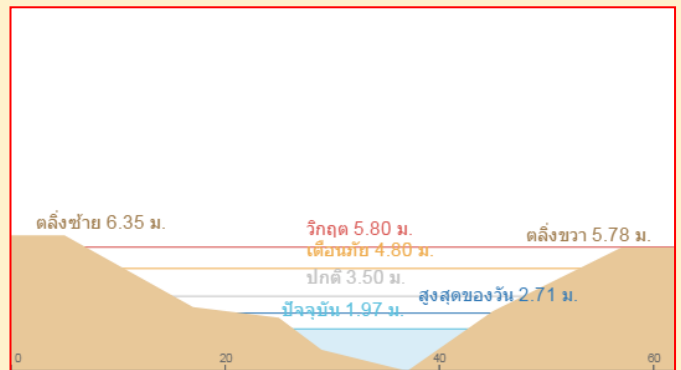 ตลิ่งซ้าย 6.35 ม.
วิกฤต 5.80 ม.
ตลิ่งขวา 5.78 ม.
เตือนภัย 4.80 ม.
ปกติ 3.50 ม.
สูงสุดของวัน 2.71 ม.
ปัจจุบัน 1.97 ม.
0 20 40 60